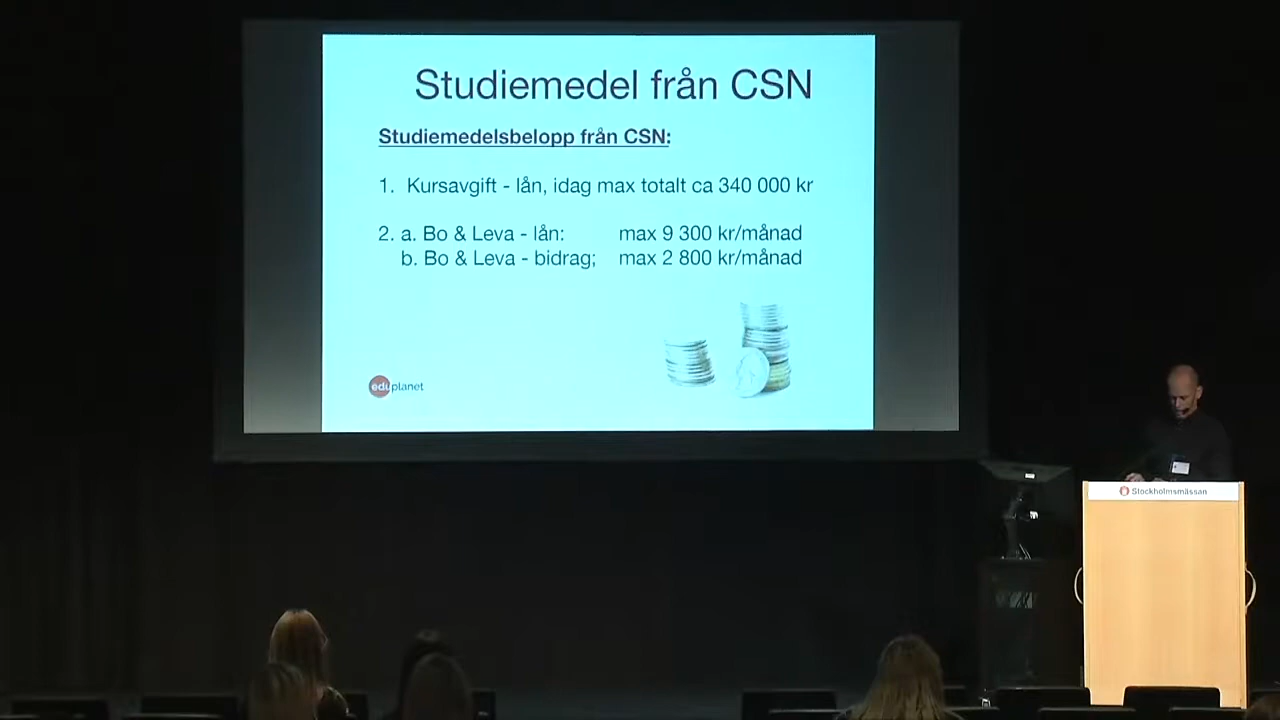 Studiemedel från CSN
Studiemedelsbelopp från CSN:
1. Kursavgift - lån, idag max totalt ca 340 000 kr
2. a. Bo & Leva - lån: max 9 300 kr/månad
b. Bo & Leva - bidrag; max 2 800 kr/månad
eduplanet
Stockholmsmässan